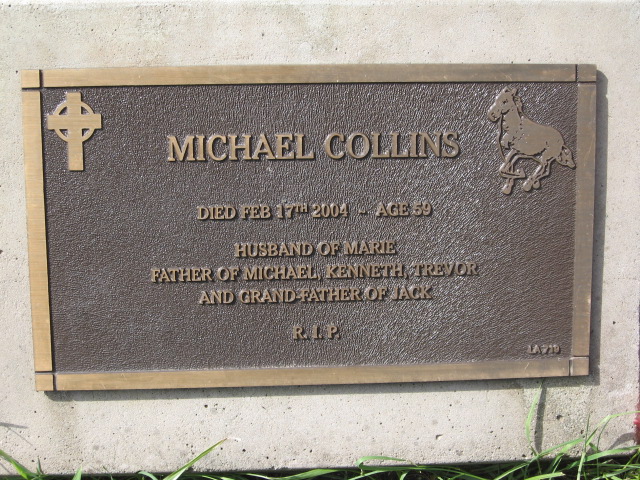 MICHAEL COLLINS
DIED FEB 17TH 2004 - AGE 59
HUSBAND OF MARIE
FATHER OF MICHAEL, KENNETH, TREVOR
AND GRAND-FATHER OF JACK
R.I.P.
LA 719